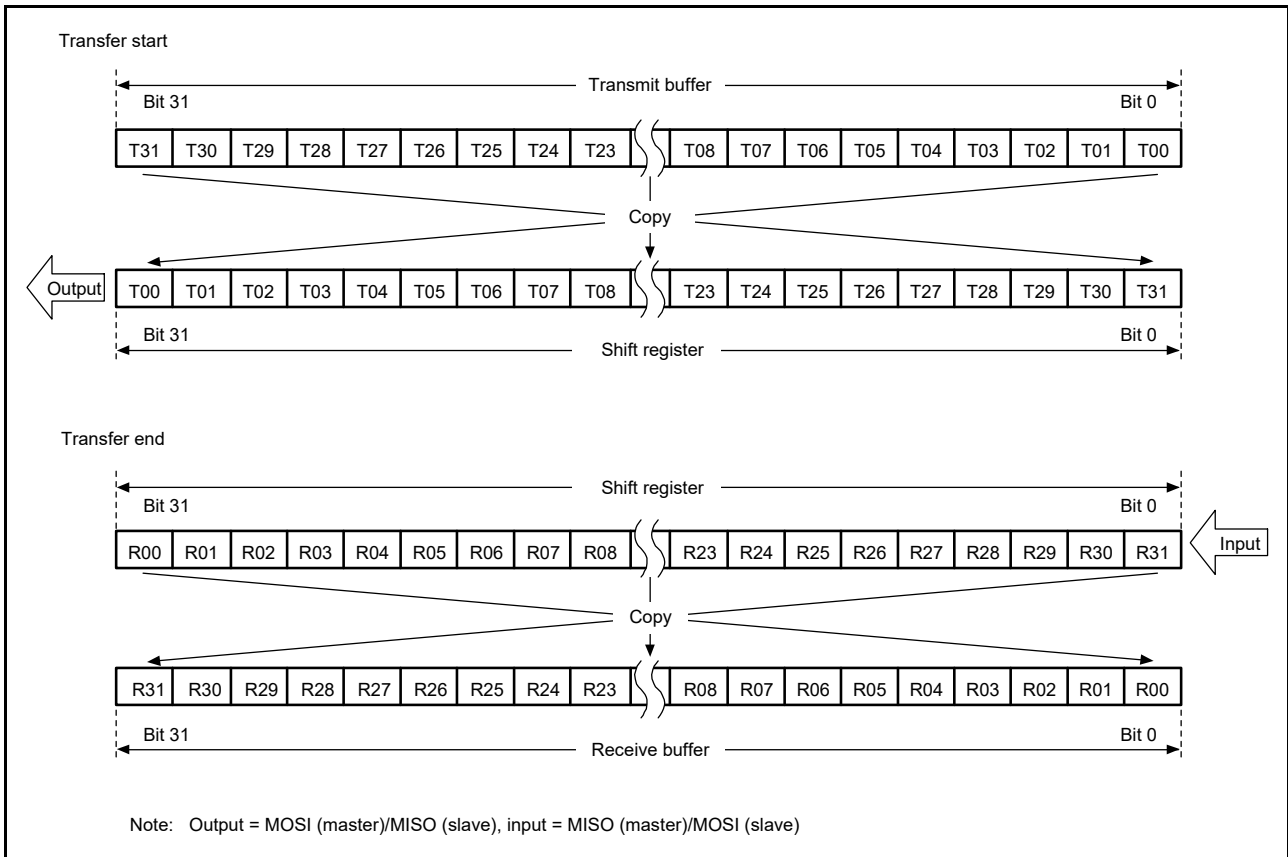 Transfer start
Transmit buffer
Bit 31 Bit 0
T31 T30 T29 T28 T27 T26 T25 T24 T23 T08 T07 T06 T05 T04 T03 T02 T01 T00
Copy
Output T00 T01 T02 T03 T04 T05 T06 T07 T08 T23 T24 T25 T26 T27 T28 T29 T30 T31
Bit 31 Bit 0
Shift register
Transfer end
Shift register
Bit 31 Bit 0
R00 R01 R02 R03 R04 R05 R06 R07 R08 R23 R24 R25 R26 R27 R28 R29 R30 R31 Input
Copy
R31 R30 R29 R28 R27 R26 R25 R24 R23 R08 R07 R06 R05 R04 R03 R02 R01 R00
Bit 31 Bit 0
Receive buffer
Note: Output = MOSI (master)/MISO (slave), input = MISO (master)/MOSI (slave)